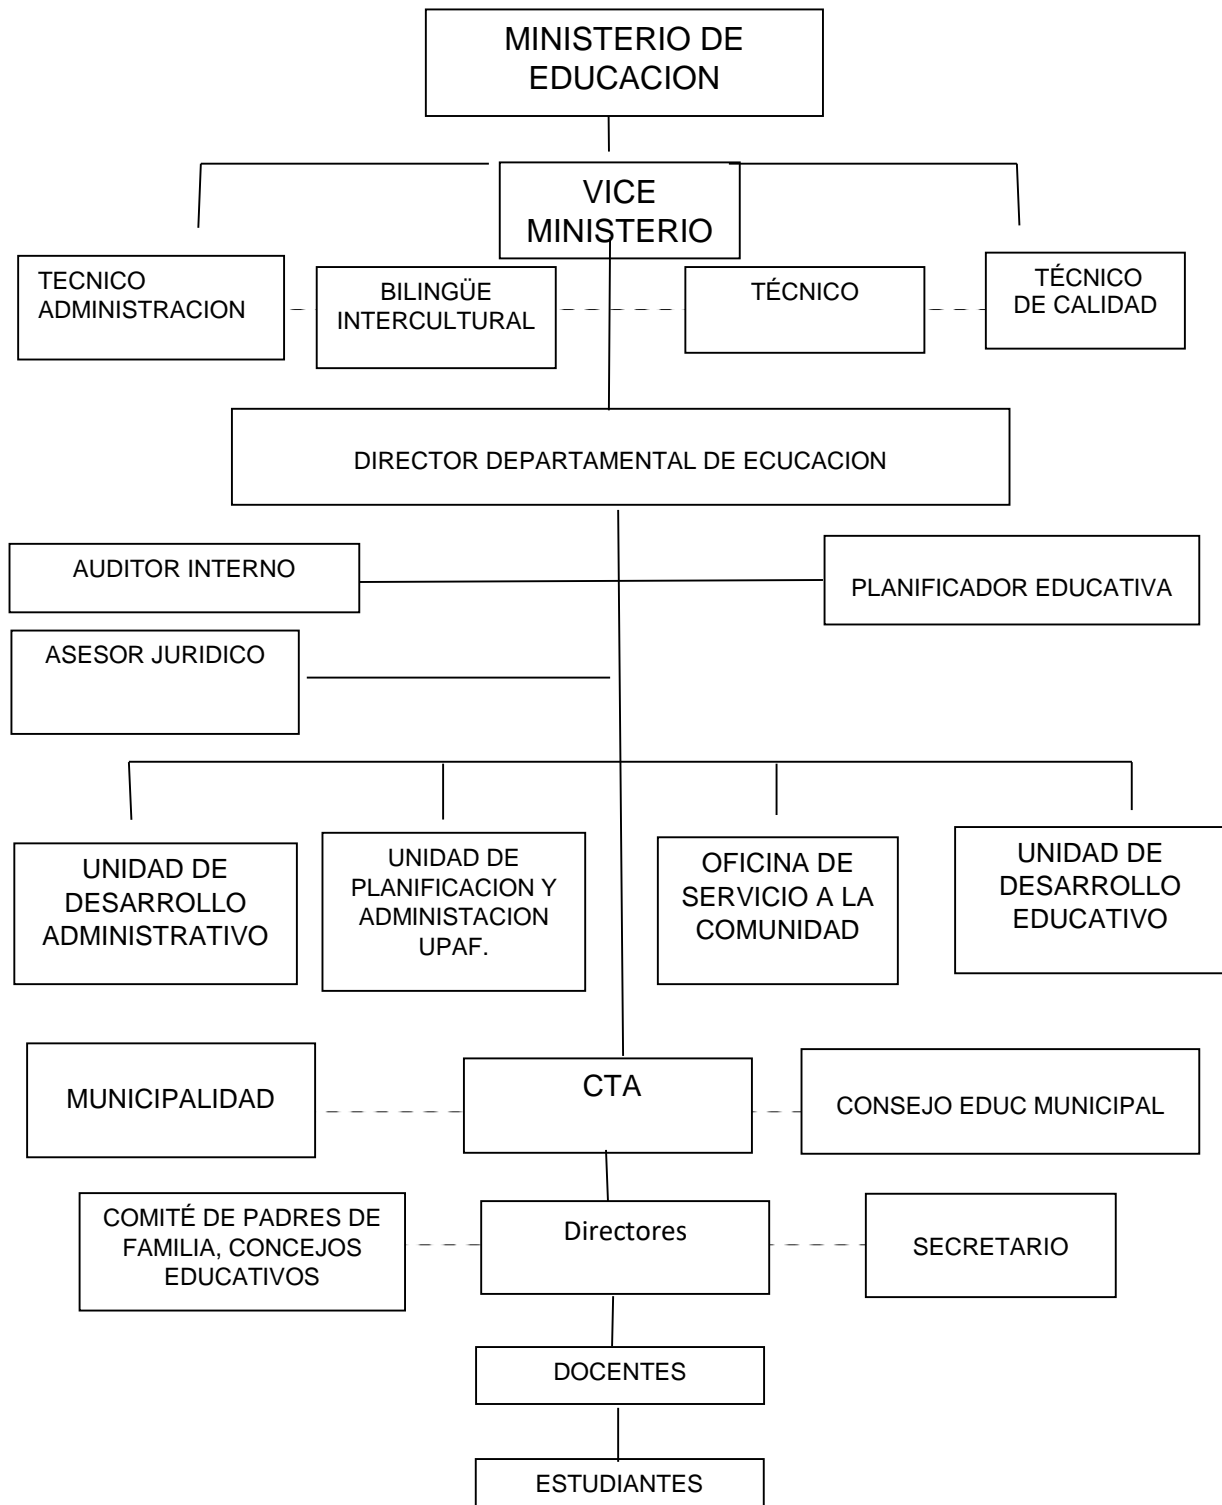 MINISTERIO DE
EDUCACION
VICE
MINISTERIO
TECNICO
ADMINISTRACION
BILINGÜE
INTERCULTURAL
TÉCNICO
TÉCNICO
DE CALIDAD
DIRECTOR DEPARTAMENTAL DE ECUCACION
AUDITOR INTERNO
PLANIFICADOR EDUCATIVA
ASESOR JURIDICO
UNIDAD DE
DESARROLLO
ADMINISTRATIVO
UNIDAD DE
PLANIFICACION Y
ADMINISTACION
UPAF.
OFICINA DE
SERVICIO A LA
COMUNIDAD
UNIDAD DE
DESARROLLO
EDUCATIVO
MUNICIPALIDAD
CTA
CONSEJO EDUC MUNICIPAL
COMITÉ DE PADRES DE
FAMILIA, CONCEJOS
EDUCATIVOS
Directores
SECRETARIO
DOCENTES
ESTUDIANTES